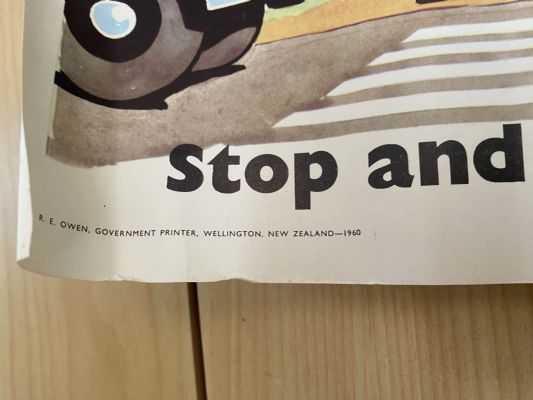 Stop and
R. E. OWEN, GOVERNMENT PRINTER, WELLINGTON, NEW ZEALAND—1960